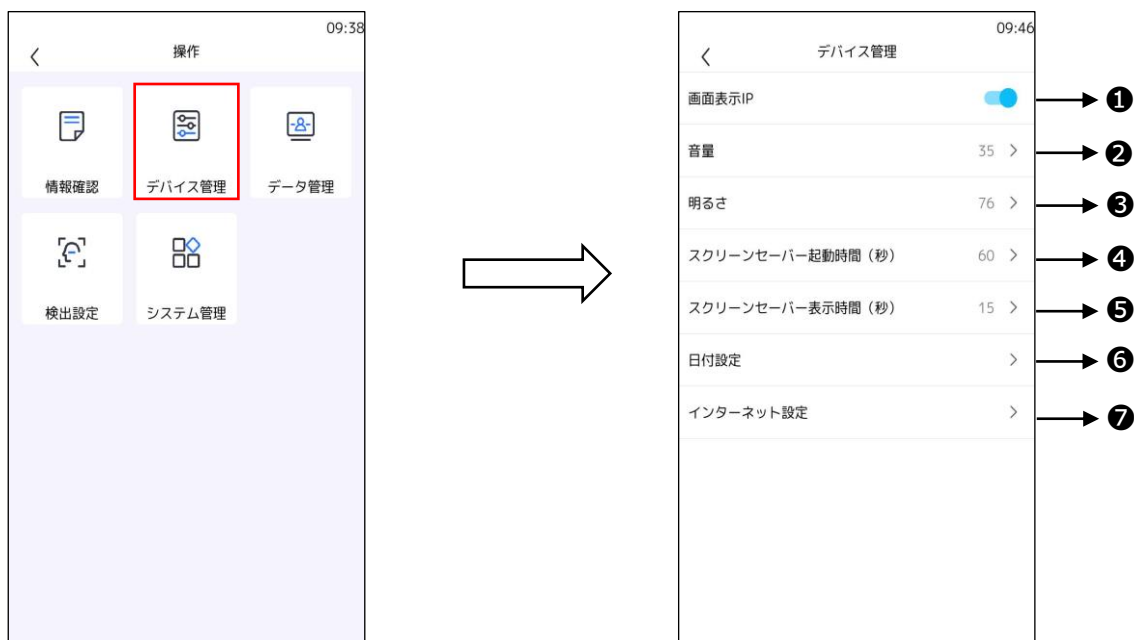 09:38
操作
情報確認
デバイス管理
データ管理
検出設定
システム管理
09:46
デバイス管理
画面表示IP
❶
音量 35
❷
明るさ 76
❸
スクリーンセーバー起動時間（秒） 60
❹
スクリーンセーバー表示時間（秒） 15
❺
日付設定
❻
インターネット設定
❼